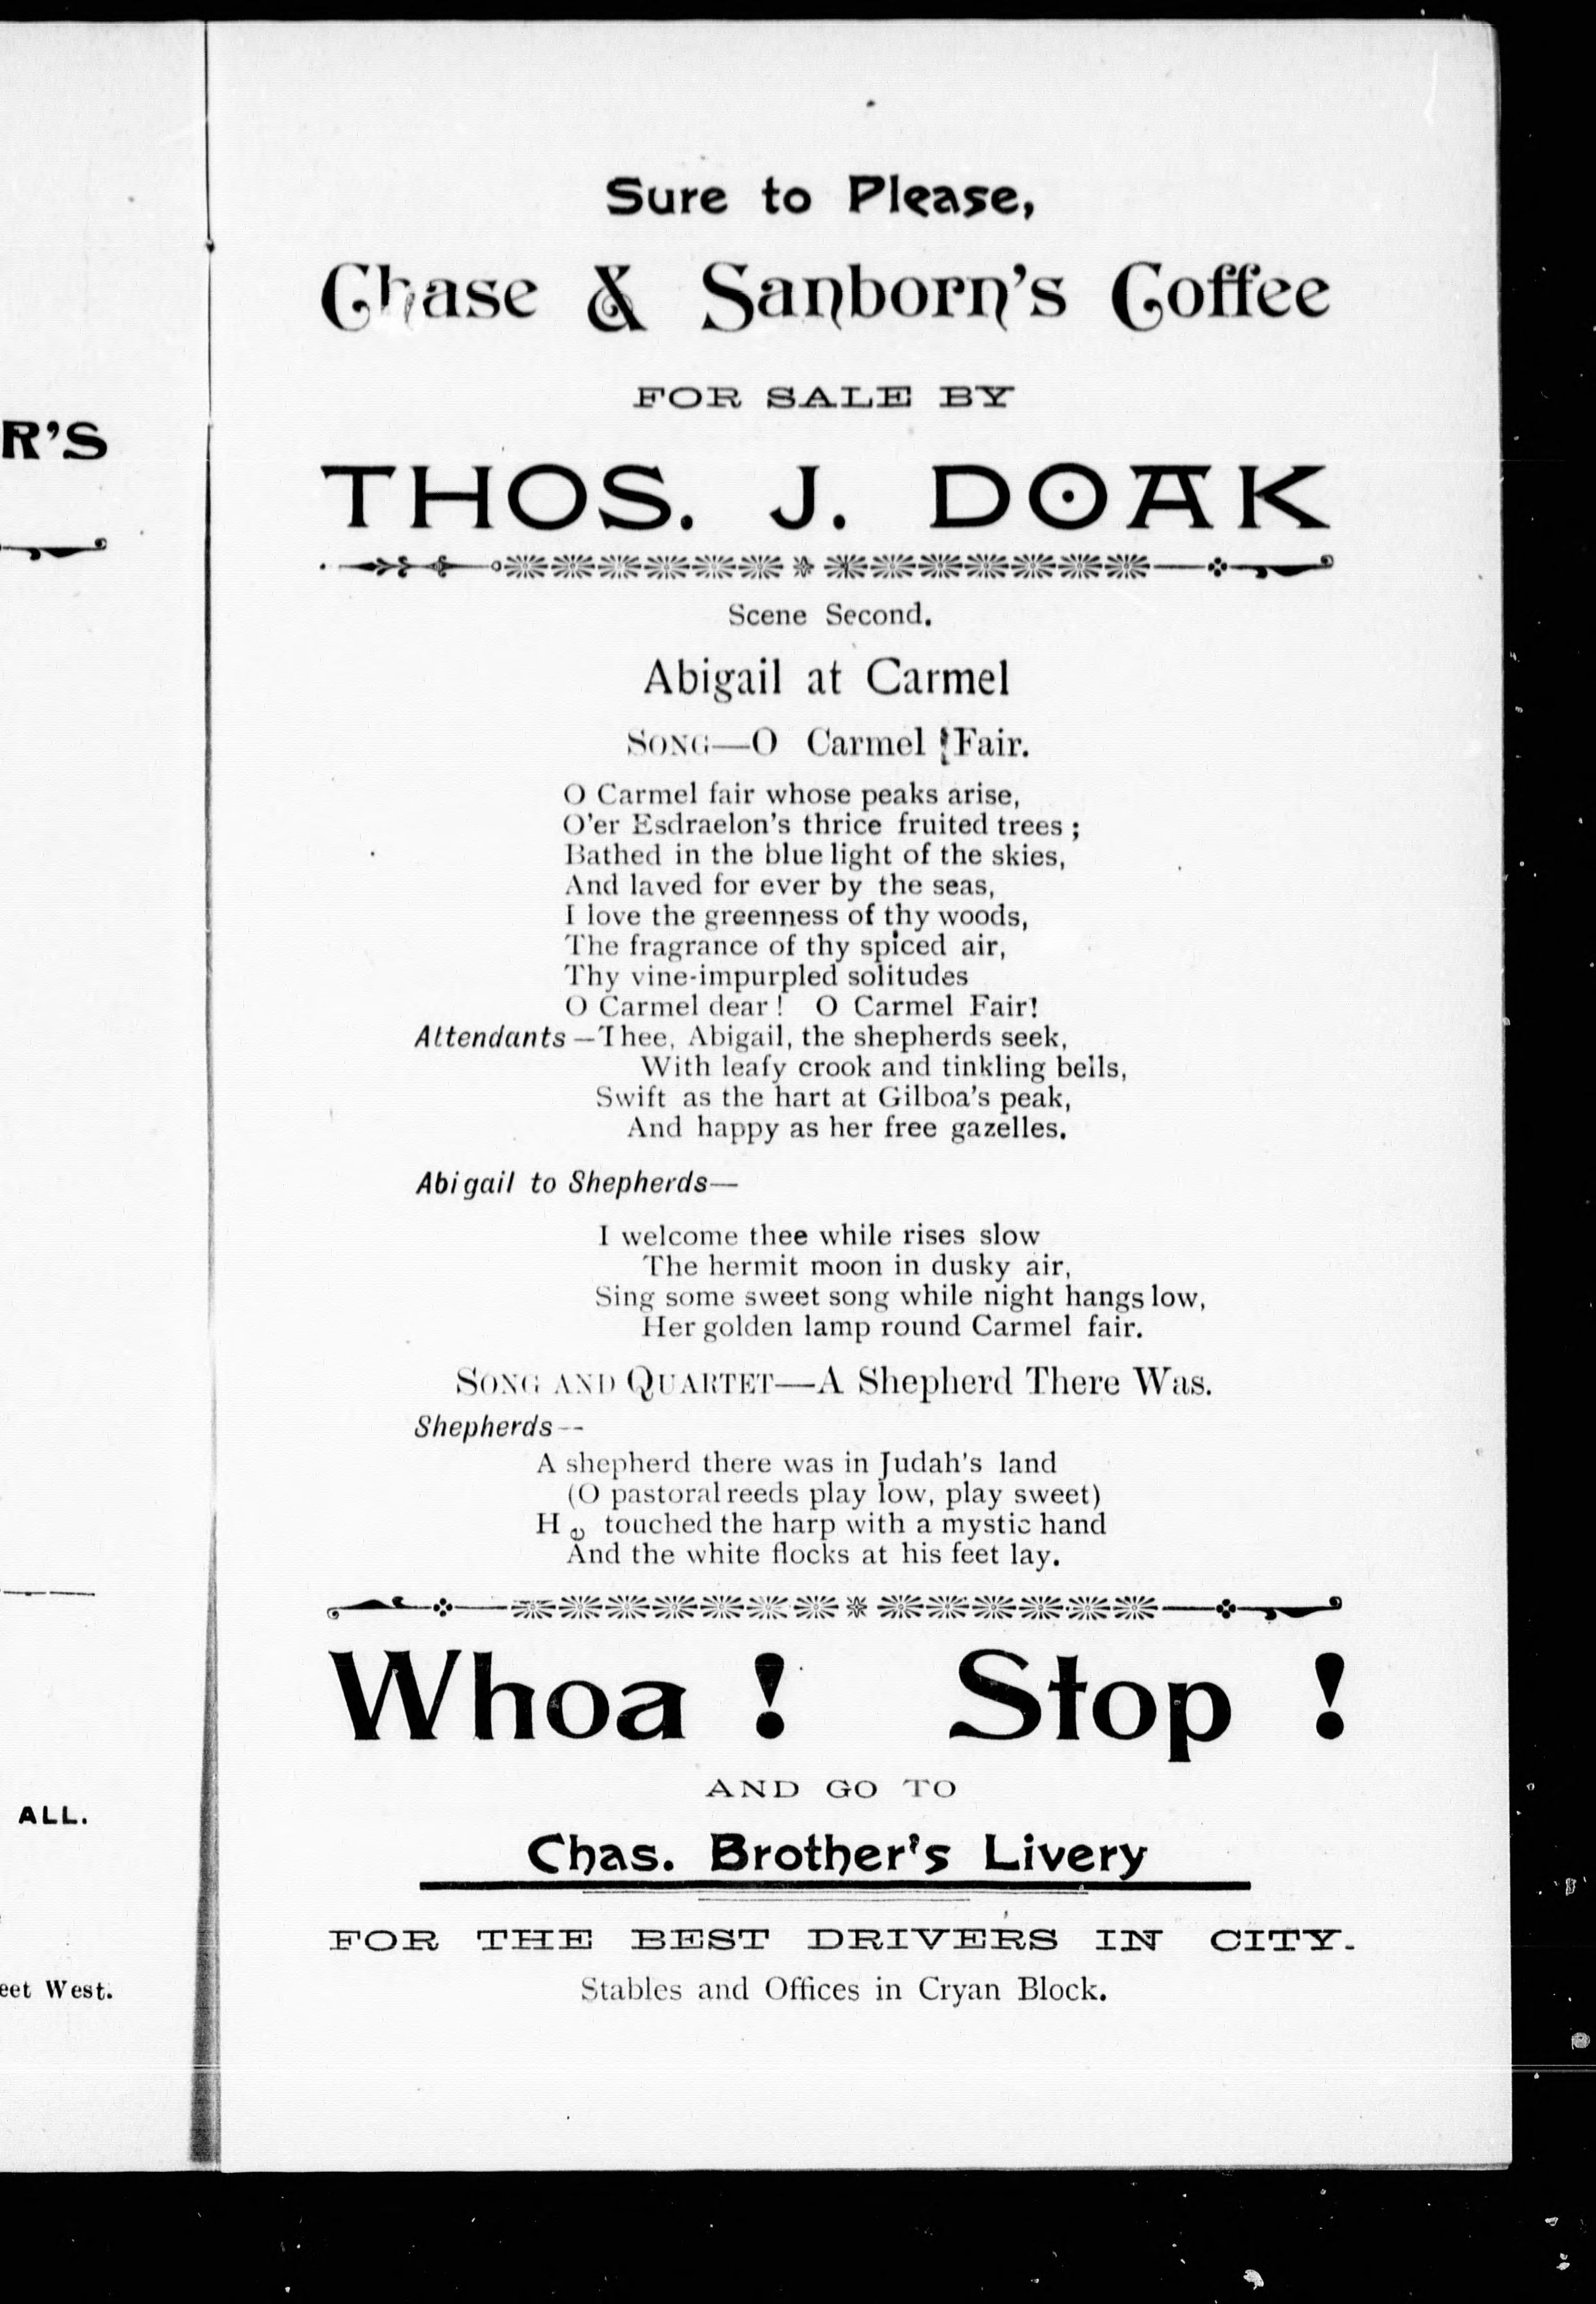 R'S
ALL.
eet West.
Sure to Please,
Chase & Sanborn's Coffee
FOR SALE BY
THOS. J. DOAK
Scene Second.
Abigail at Carmel
SONG—O Carmel Fair.
O Carmel fair whose peaks arise,
O'er Esdraelon's thrice fruited trees ;
Bathed in the blue light of the skies,
And laved for ever by the seas,
I love the greenness of thy woods,
The fragrance of thy spiced air,
Thy vine-impurpled solitudes
O Carmel dear ! O Carmel Fair!
Attendants—Thee, Abigail, the shepherds seek,
With leafy crook and tinkling bells,
Swift as the hart at Gilboa's peak,
And happy as her free gazelles.
Abigail to Shepherds—
I welcome thee while rises slow
The hermit moon in dusky air,
Sing some sweet song while night hangs low,
Her golden lamp round Carmel fair.
SONG AND QUARTET—A Shepherd There Was.
Shepherds--
A shepherd there was in Judah's land
(O pastoral reeds play low, play sweet)
He touched the harp with a mystic hand
And the white flocks at his feet lay.
Whoa ! Stop !
AND GO TO
Chas. Brother's Livery
FOR THE BEST DRIVERS IN CITY.
Stables and Offices in Cryan Block.